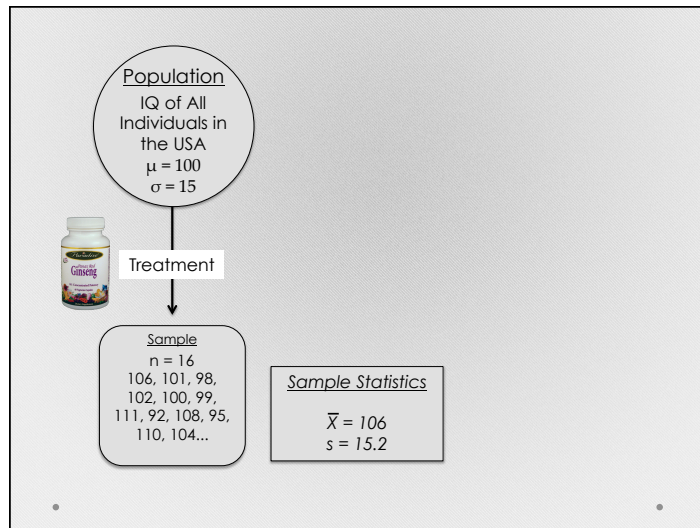 Population
IQ of All
Individuals in
the USA
μ = 100
σ = 15
Ginseng
Treatment
Sample
n = 16
106, 101, 98,
102, 100, 99,
111, 92, 108, 95,
110, 104...
Sample Statistics
X̅ = 106
s = 15.2